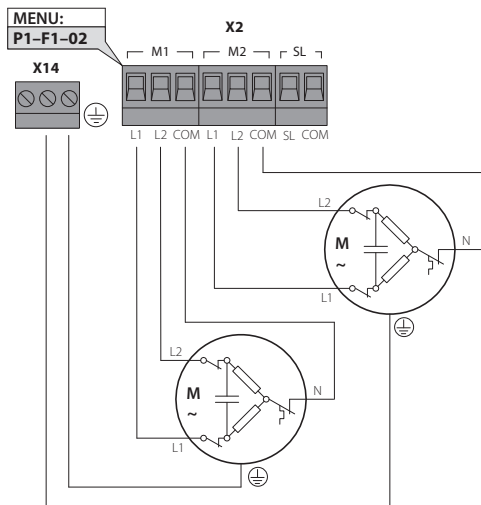 MENU:
P1–F1–02
X2
M1 M2 SL
X14
L1 L2 COM L1 L2 COM SL COM
L2
M
~
N
L1
L2
M
~
N
L1